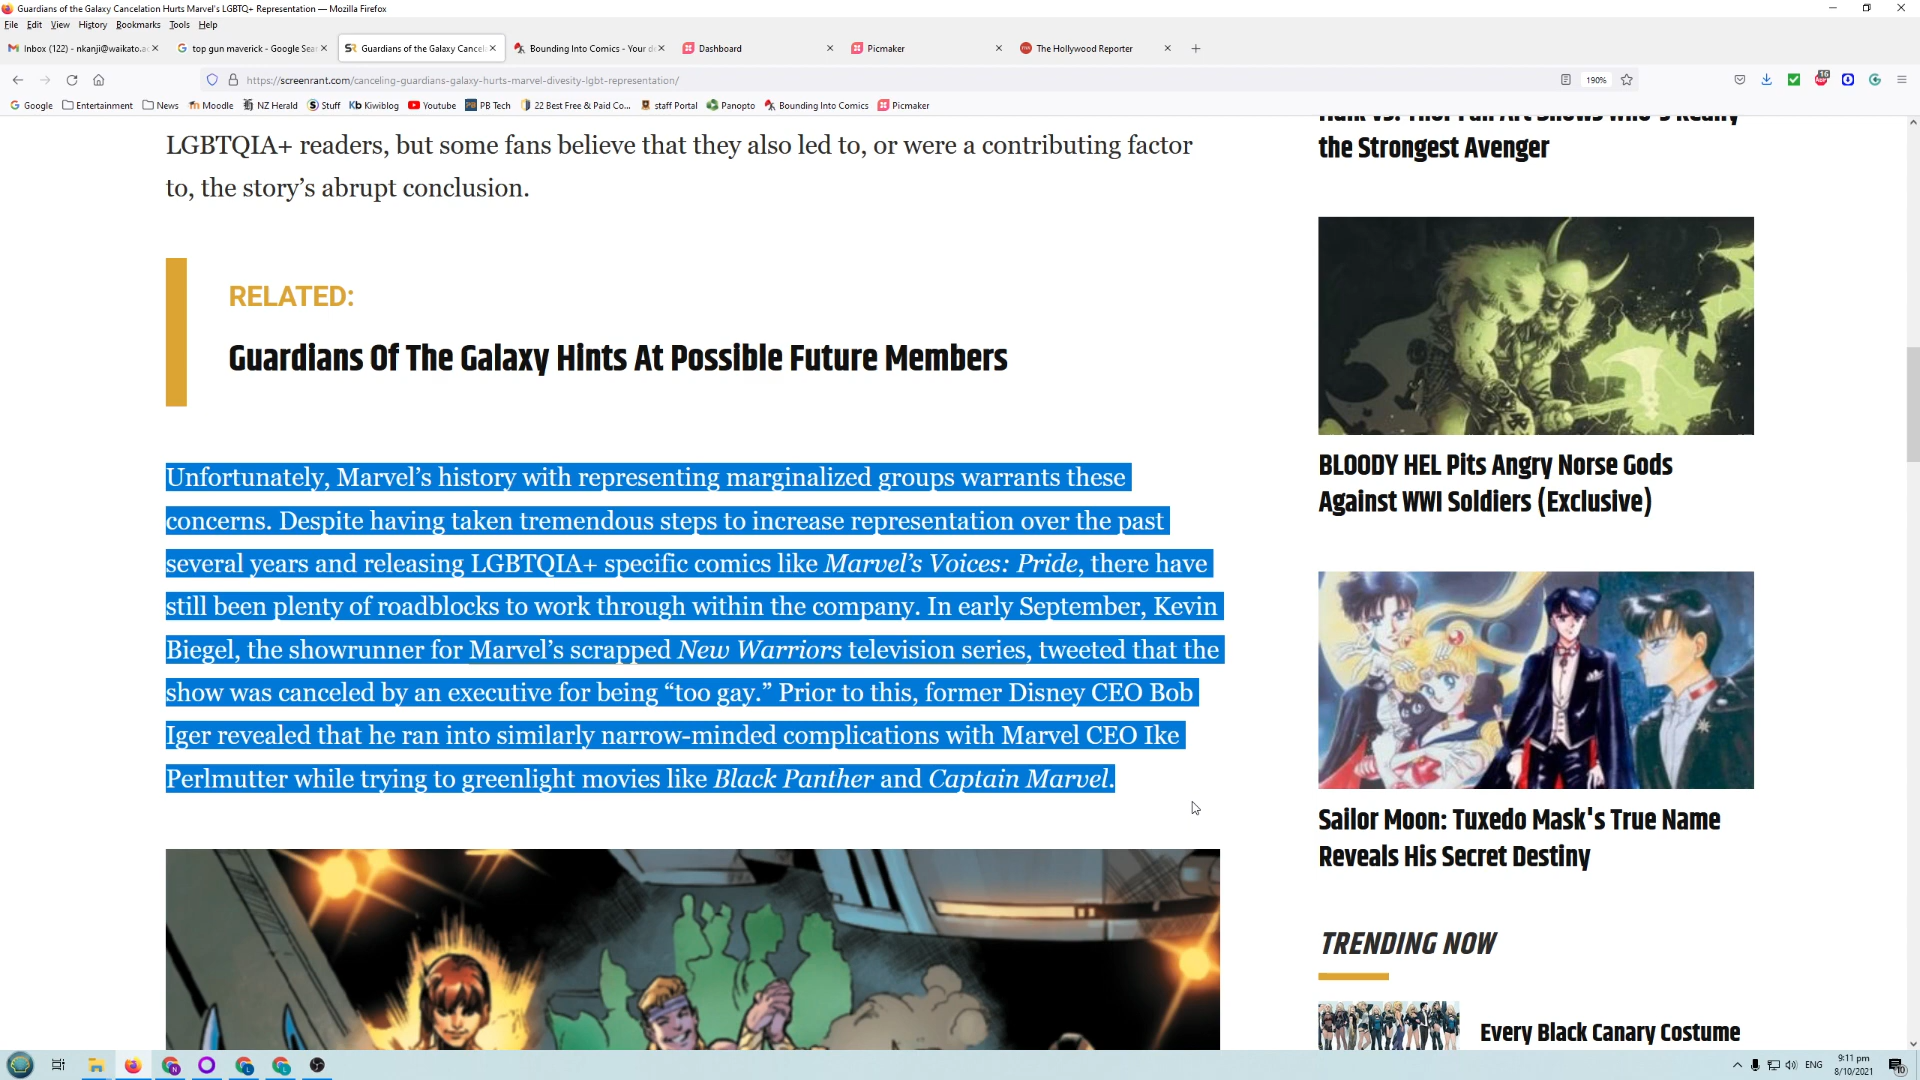 Guardians of the Galaxy Cancelation Hurts Marvel's LGBTQ+ Representation — Mozilla Firefox
File Edit View History Bookmarks Tools Help
Inbox (122) - nkanji@waikato.ac
top gun maverick - Google Sear
Guardians of the Galaxy Cancel
Bounding Into Comics - Your d
Dashboard
Picmaker
The Hollywood Reporter
https://screenrant.com/canceling-guardians-galaxy-hurts-marvel-divesity-lgbt-representation/
190%
16
Google Entertainment News Moodle NZ Herald Stuff Kiwiblog Youtube PB Tech 22 Best Free & Paid Co... staff Portal Panopto Bounding Into Comics Picmaker
LGBTQIA+ readers, but some fans believe that they also led to, or were a contributing factor
to, the story’s abrupt conclusion.
RELATED:
Guardians Of The Galaxy Hints At Possible Future Members
Unfortunately, Marvel’s history with representing marginalized groups warrants these
concerns. Despite having taken tremendous steps to increase representation over the past
several years and releasing LGBTQIA+ specific comics like Marvel’s Voices: Pride, there have
still been plenty of roadblocks to work through within the company. In early September, Kevin
Biegel, the showrunner for Marvel’s scrapped New Warriors television series, tweeted that the
show was canceled by an executive for being “too gay.” Prior to this, former Disney CEO Bob
Iger revealed that he ran into similarly narrow-minded complications with Marvel CEO Ike
Perlmutter while trying to greenlight movies like Black Panther and Captain Marvel.
Hulk vs. Thor Fan Art Shows Who's Really
the Strongest Avenger
BLOODY HEL Pits Angry Norse Gods
Against WWI Soldiers (Exclusive)
Sailor Moon: Tuxedo Mask's True Name
Reveals His Secret Destiny
TRENDING NOW
Every Black Canary Costume
ENG
9:11 pm
8/10/2021
10